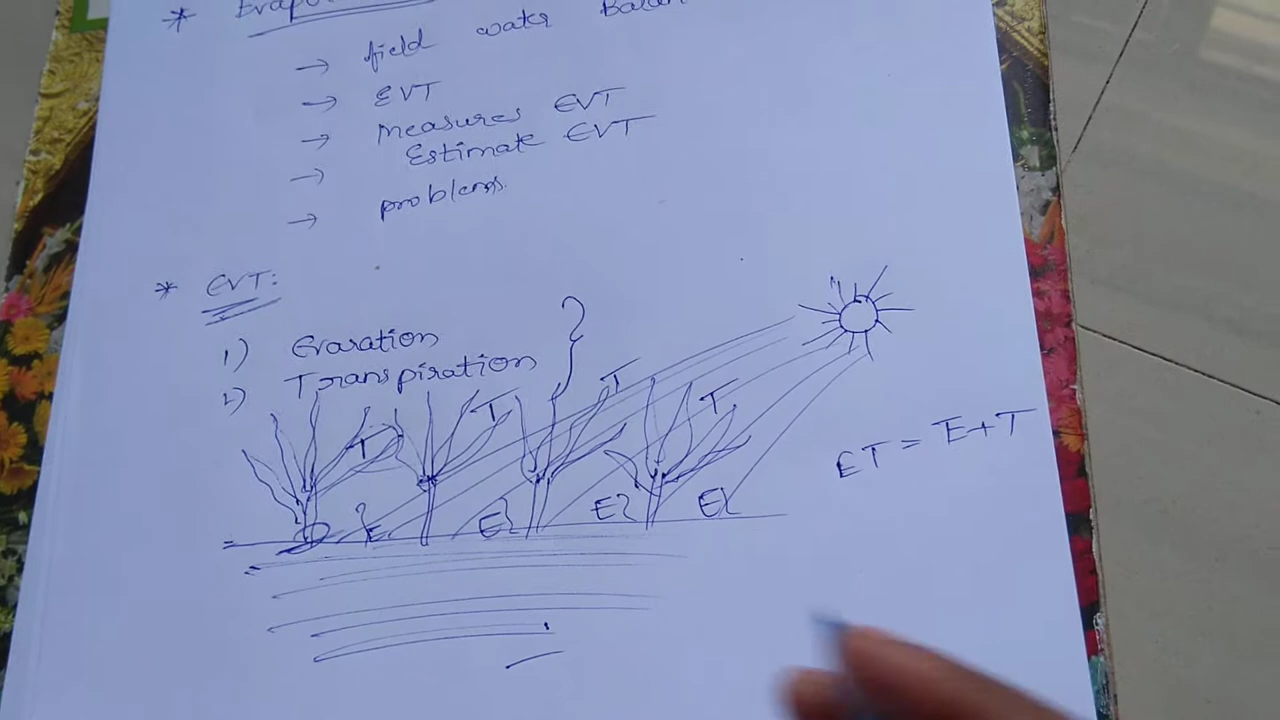 *
→ field water
→ EVT
→ Measures EVT
→ Estimate EVT
→ problems.
* EVT:
1) Evaration
2) Transpiration
T T T T
E E E E
ET = E+T